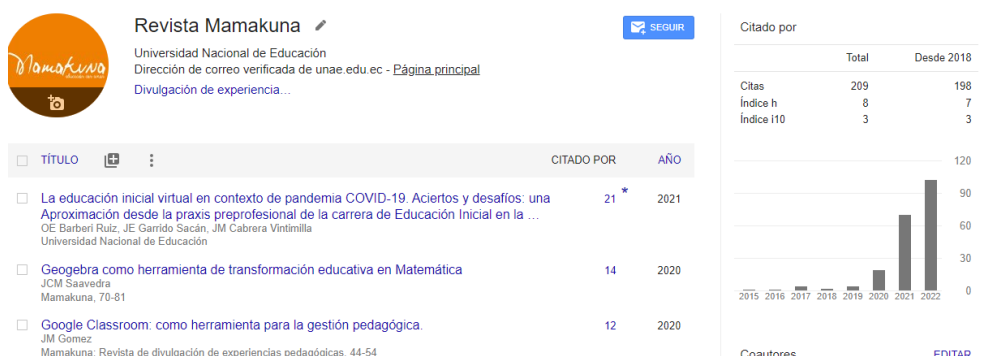 Mamakuna
Revista Mamakuna
Universidad Nacional de Educación
Dirección de correo verificada de unae.edu.ec - Página principal
Divulgación de experiencia…
SEGUIR
TÍTULO
CITADO POR
AÑO
La educación inicial virtual en contexto de pandemia COVID-19. Aciertos y desafíos: una
Aproximación desde la praxis preprofesional de la carrera de Educación Inicial en la …
21 *
2021
OE Barberi Ruiz, JE Garrido Sacán, JM Cabrera Vintimilla
Universidad Nacional de Educación
Geogebra como herramienta de transformación educativa en Matemática
14
2020
JCM Saavedra
Mamakuna, 70-81
Google Classroom: como herramienta para la gestión pedagógica.
12
2020
JM Gomez
Mamakuna: Revista de divulgación de experiencias pedagógicas, 44-54
Citado por
Total Desde 2018
Citas 209 198
Índice h 8 7
Índice i10 3 3
120
90
60
30
0
2015 2016 2017 2018 2019 2020 2021 2022
Coautores
EDITAR